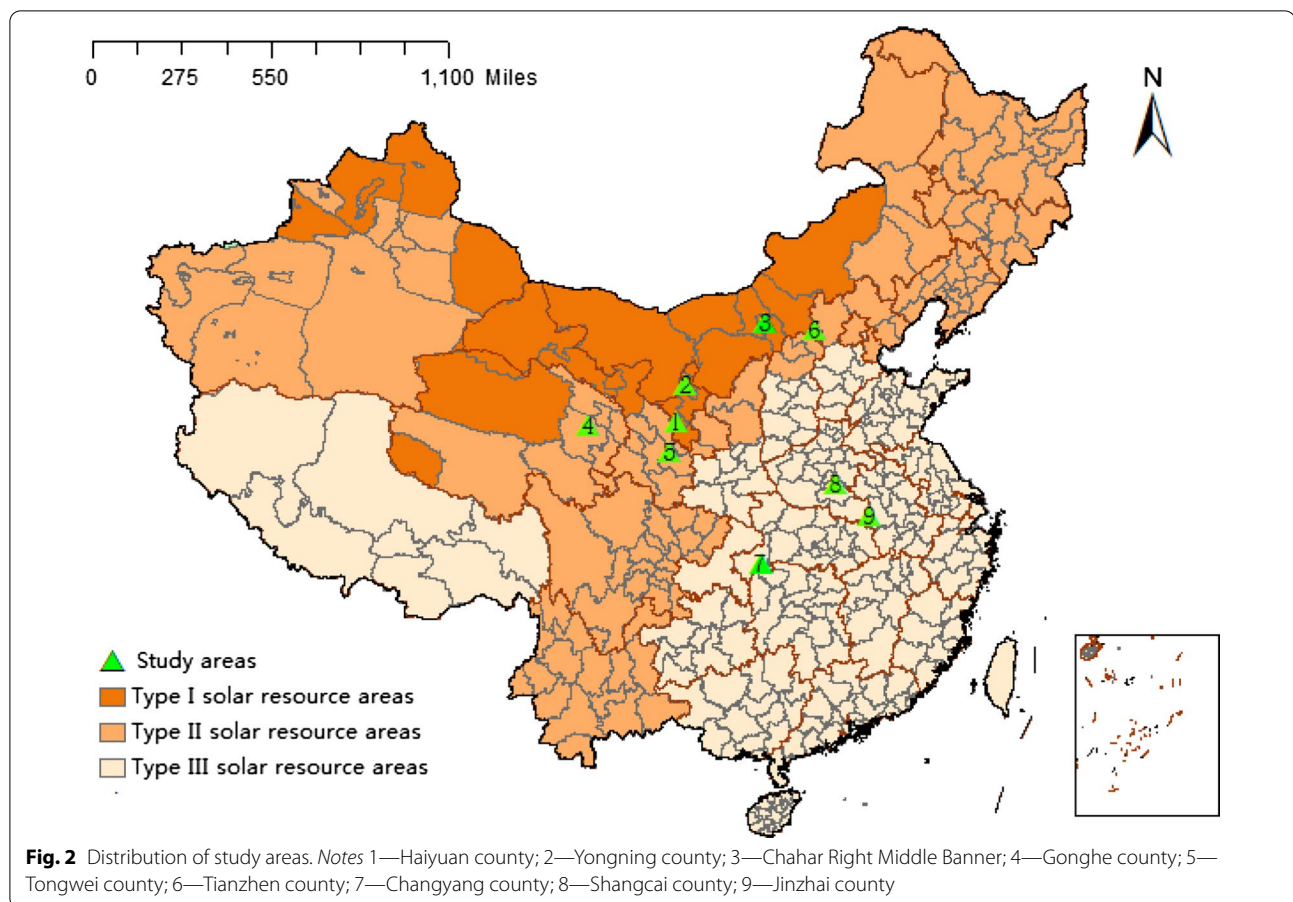 0 275 550 1,100 Miles
N
3
6
2
4
1
5
8
9
7
Study areas
Type I solar resource areas
Type II solar resource areas
Type III solar resource areas
Fig. 2 Distribution of study areas. Notes 1—Haiyuan county; 2—Yongning county; 3—Chahar Right Middle Banner; 4—Gonghe county; 5—
Tongwei county; 6—Tianzhen county; 7—Changyang county; 8—Shangcai county; 9—Jinzhai county